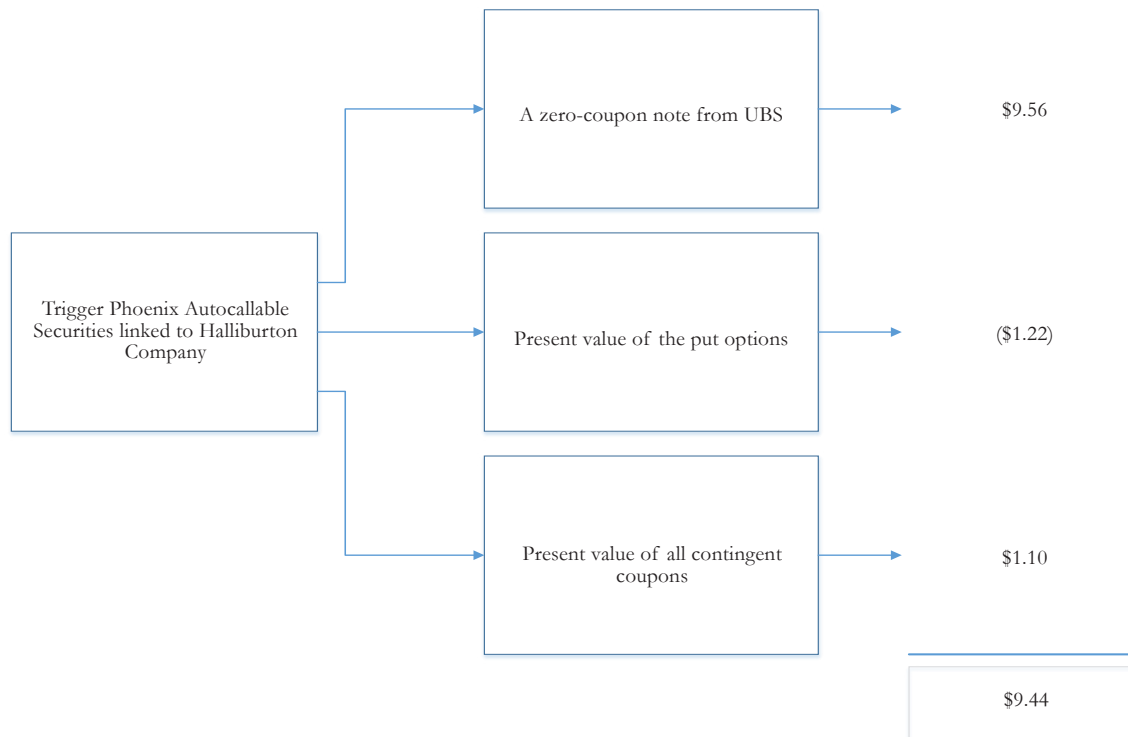 A zero-coupon note from UBS
$9.56
Trigger Phoenix Autocallable
Securities linked to Halliburton
Company
Present value of the put options
($1.22)
Present value of all contingent
coupons
$1.10
$9.44